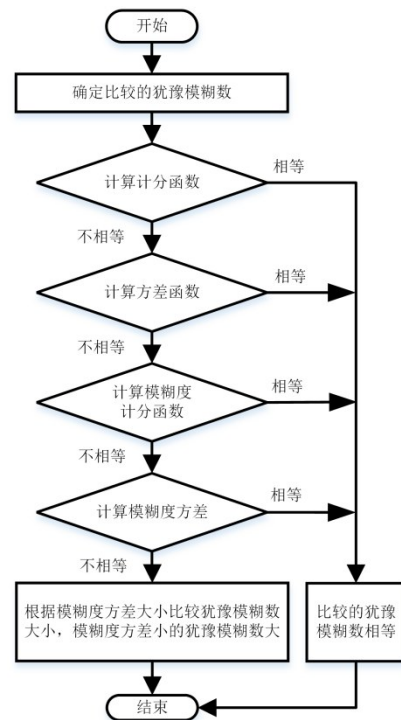 开始
确定比较的犹豫模糊数
计算计分函数
相等
不相等
计算方差函数
相等
不相等
计算模糊度
计分函数
相等
不相等
计算模糊度方差
相等
不相等
根据模糊度方差大小比较犹豫模糊数
大小，模糊度方差小的犹豫模糊数大
比较的犹豫
模糊数相等
结束